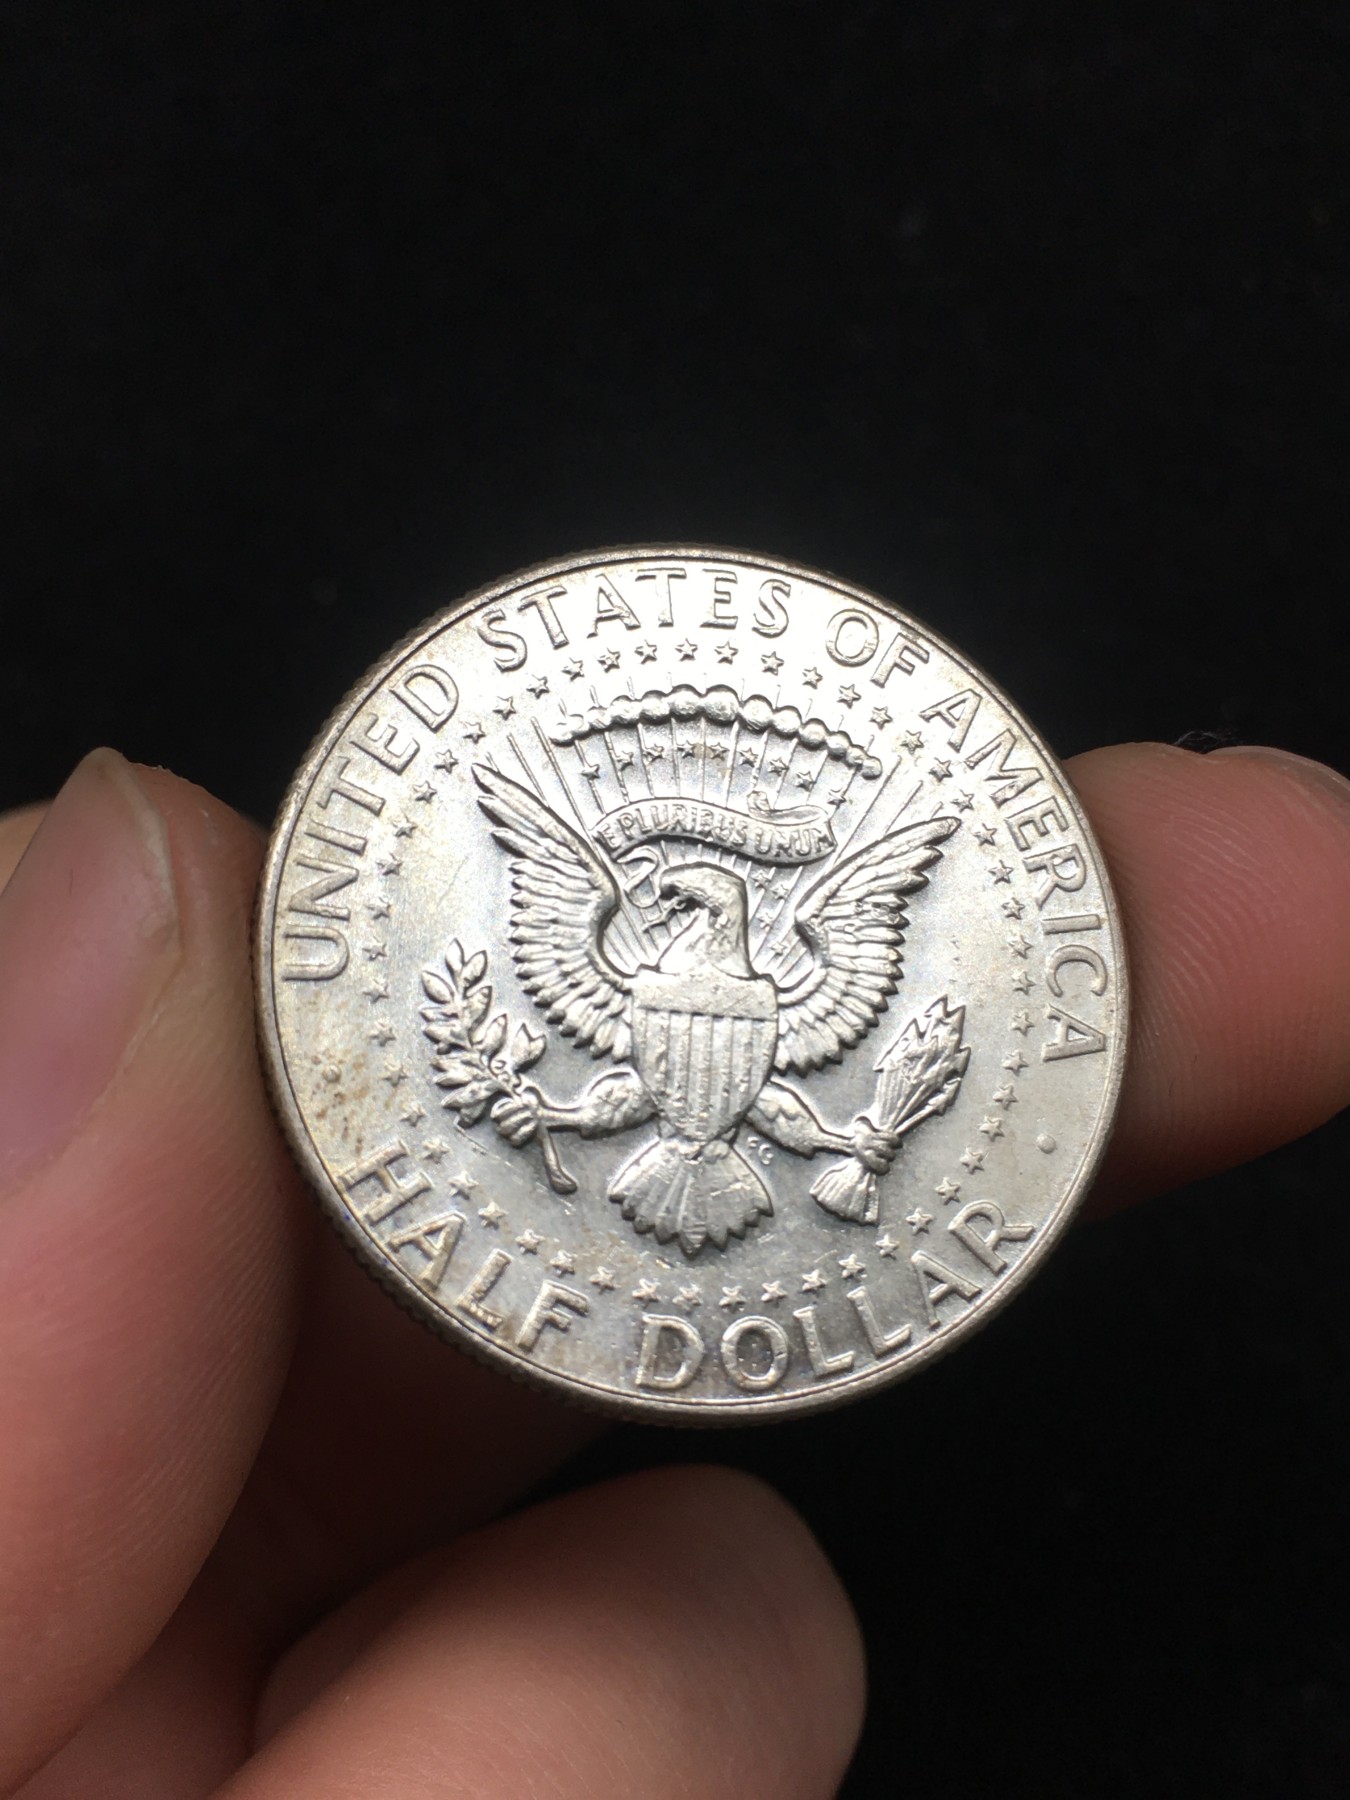 UNITED STATES OF AMERICA
E PLURIBUS UNUM
FG
HALF DOLLAR